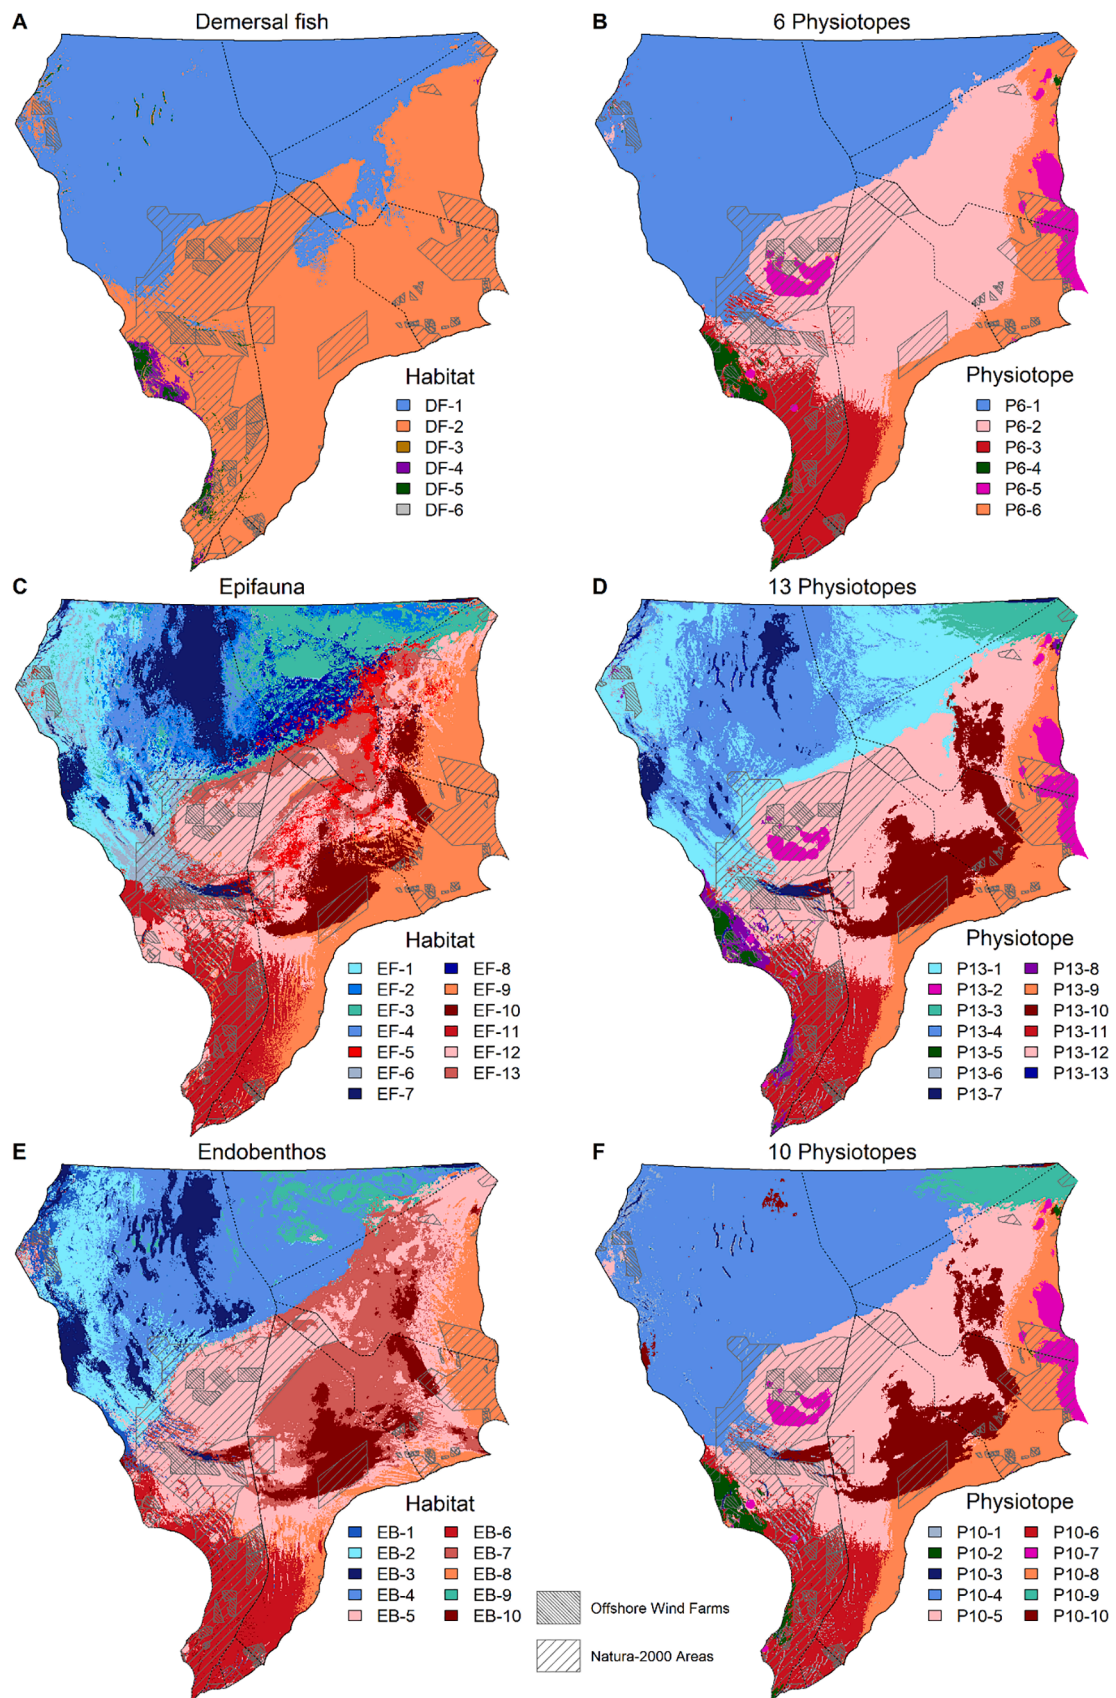 A Demersal fish
B 6 Physiotopes
Habitat
DF-1
DF-2
DF-3
DF-4
DF-5
DF-6
Physiotope
P6-1
P6-2
P6-3
P6-4
P6-5
P6-6
C Epifauna
D 13 Physiotopes
Habitat
EF-1 EF-8
EF-2 EF-9
EF-3 EF-10
EF-4 EF-11
EF-5 EF-12
EF-6 EF-13
EF-7
Physiotope
P13-1 P13-8
P13-2 P13-9
P13-3 P13-10
P13-4 P13-11
P13-5 P13-12
P13-6 P13-13
P13-7
E Endobenthos
F 10 Physiotopes
Habitat
EB-1 EB-6
EB-2 EB-7
EB-3 EB-8
EB-4 EB-9
EB-5 EB-10
Offshore Wind Farms
Natura-2000 Areas
Physiotope
P10-1 P10-6
P10-2 P10-7
P10-3 P10-8
P10-4 P10-9
P10-5 P10-10